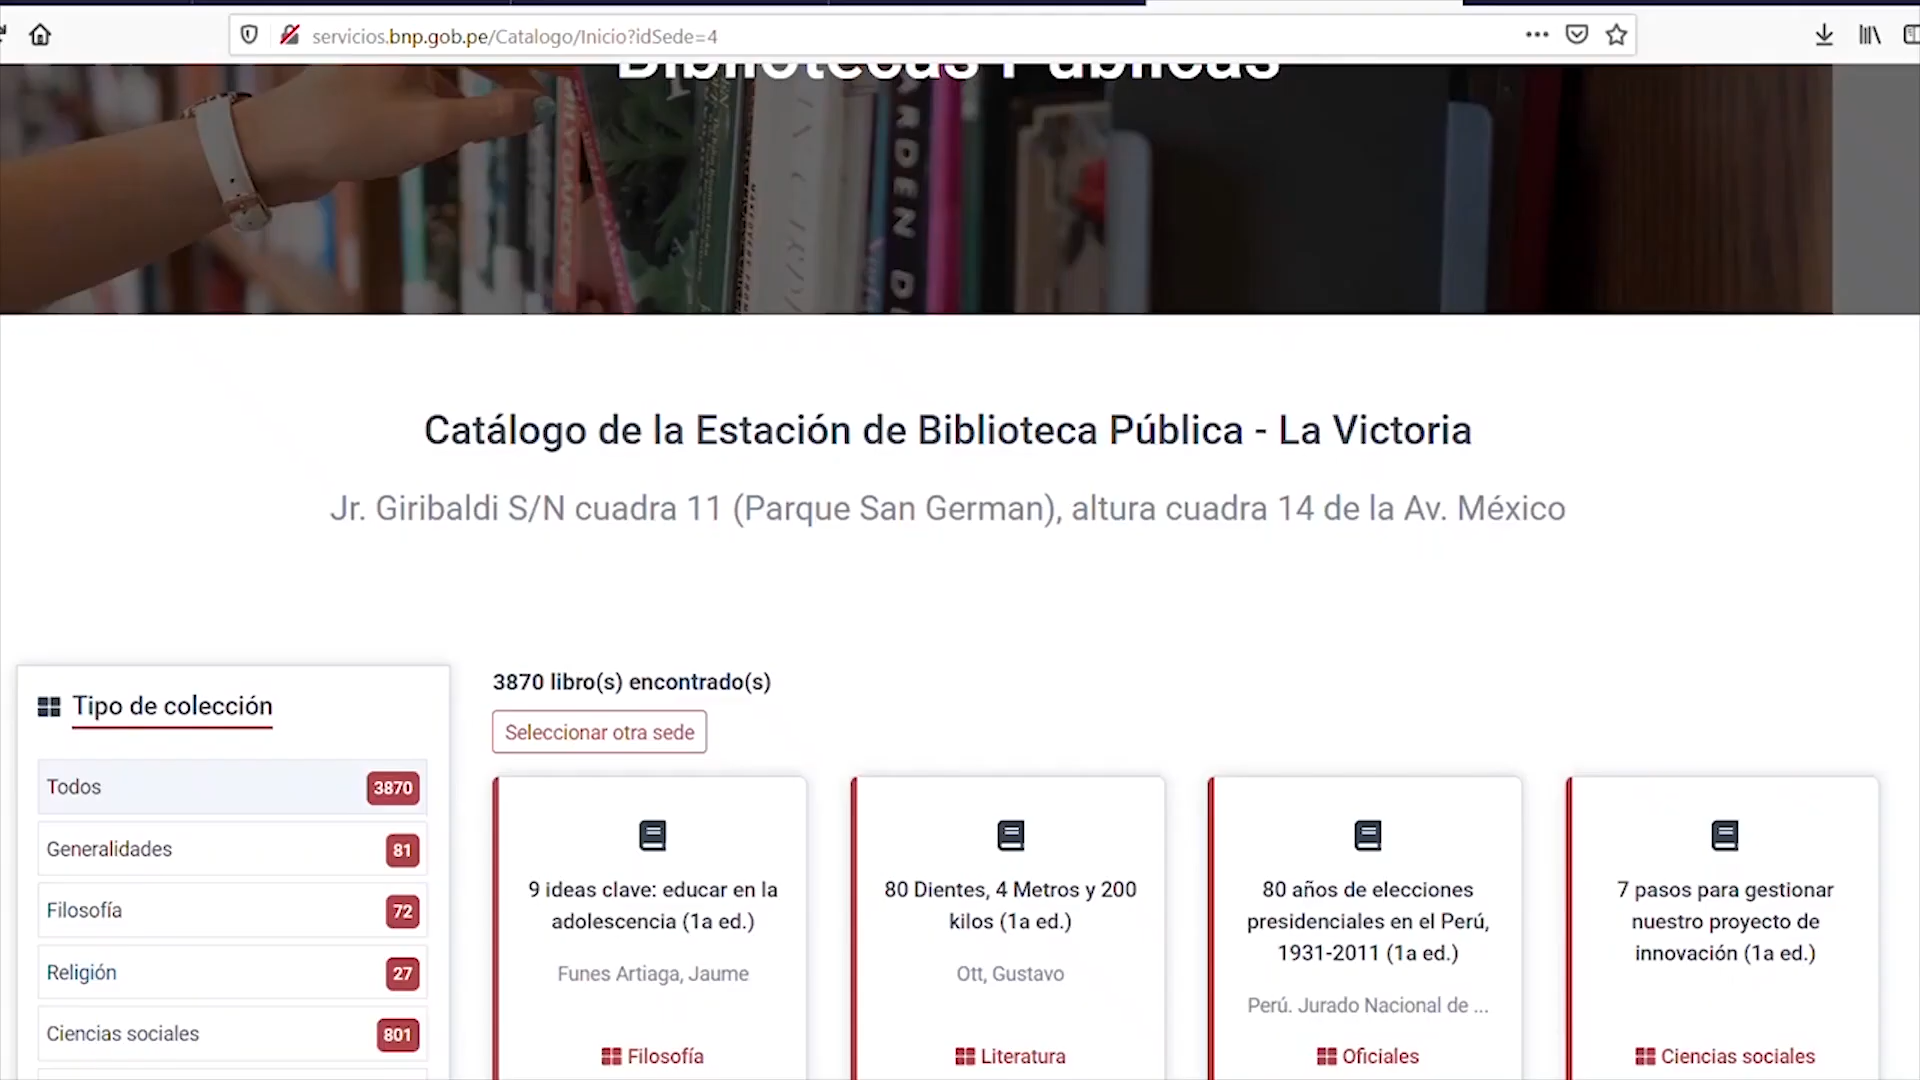 servicios.bnp.gob.pe/Catalogo/Inicio?idSede=4
Bibliotecas Públicas
ARDEN
Catálogo de la Estación de Biblioteca Pública - La Victoria
Jr. Giribaldi S/N cuadra 11 (Parque San German), altura cuadra 14 de la Av. México
Tipo de colección
Todos 3870
Generalidades 81
Filosofía 72
Religión 27
Ciencias sociales 801
3870 libro(s) encontrado(s)
Seleccionar otra sede
9 ideas clave: educar en la
adolescencia (1a ed.)
Funes Artiaga, Jaume
Filosofía
80 Dientes, 4 Metros y 200
kilos (1a ed.)
Ott, Gustavo
Literatura
80 años de elecciones
presidenciales en el Perú,
1931-2011 (1a ed.)
Perú. Jurado Nacional de ...
Oficiales
7 pasos para gestionar
nuestro proyecto de
innovación (1a ed.)
Ciencias sociales